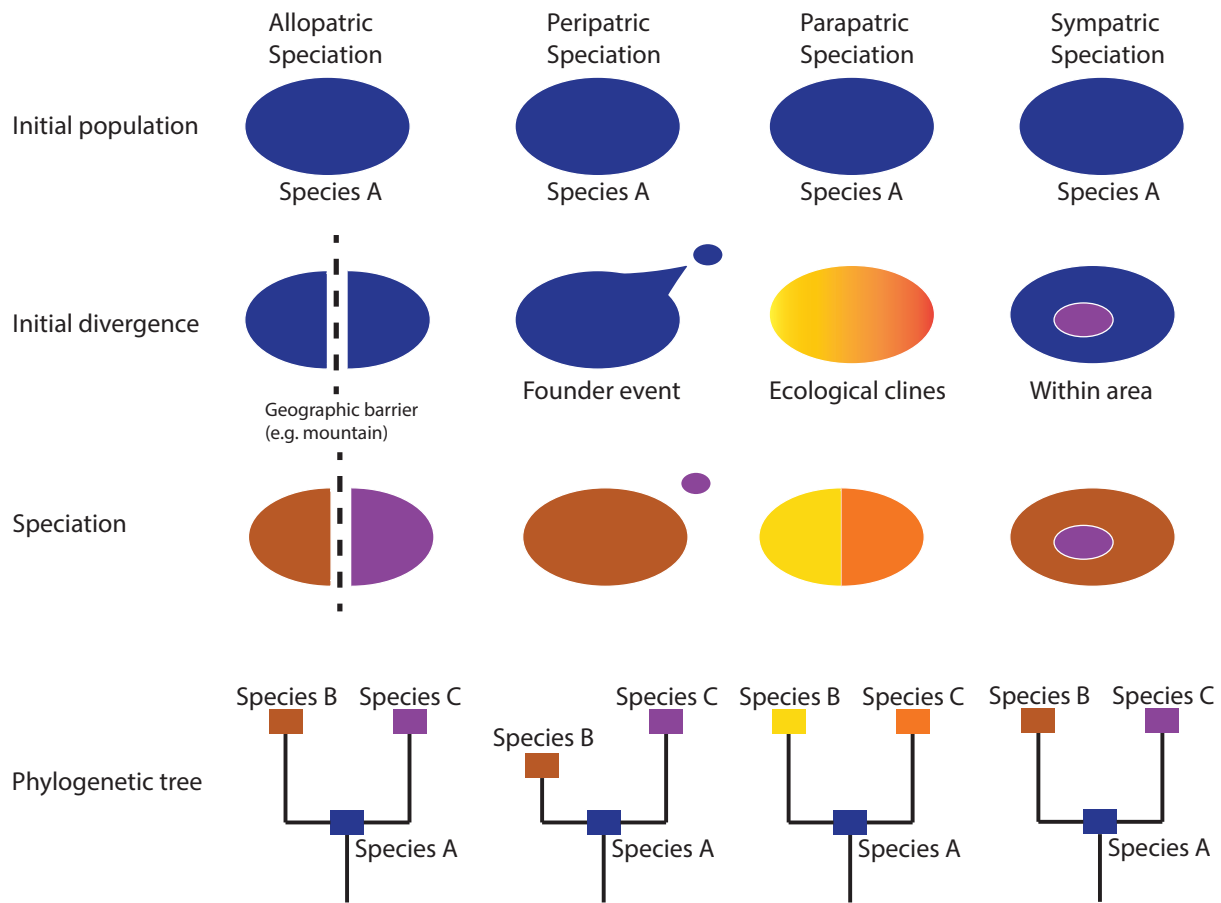 Allopatric
Speciation
Peripatric
Speciation
Parapatric
Speciation
Sympatric
Speciation
Initial population
Species A
Species A
Species A
Species A
Initial divergence
Geographic barrier
(e.g. mountain)
Founder event
Ecological clines
Within area
Speciation
Phylogenetic tree
Species B
Species C
Species A
Species B
Species C
Species A
Species B
Species C
Species A
Species B
Species C
Species A